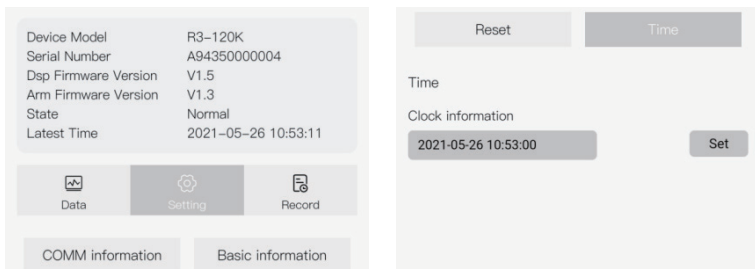 Device Model R3-120K
Serial Number A94350000004
Dsp Firmware Version V1.5
Arm Firmware Version V1.3
State Normal
Latest Time 2021-05-26 10:53:11
Data Setting Record
COMM information Basic information
Reset Time
Time
Clock information
2021-05-26 10:53:00 Set